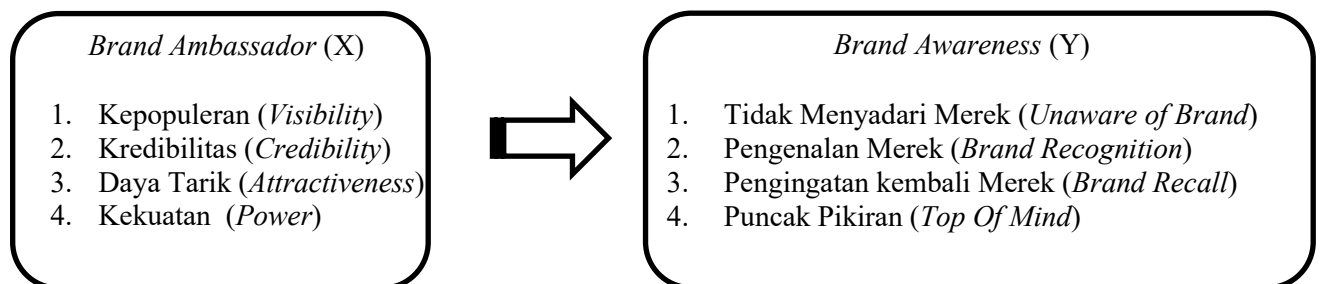 Brand Ambassador (X)
1. Kepopuleran (Visibility)
2. Kredibilitas (Credibility)
3. Daya Tarik (Attractiveness)
4. Kekuatan (Power)
Brand Awareness (Y)
1. Tidak Menyadari Merek (Unaware of Brand)
2. Pengenalan Merek (Brand Recognition)
3. Pengingatan kembali Merek (Brand Recall)
4. Puncak Pikiran (Top Of Mind)